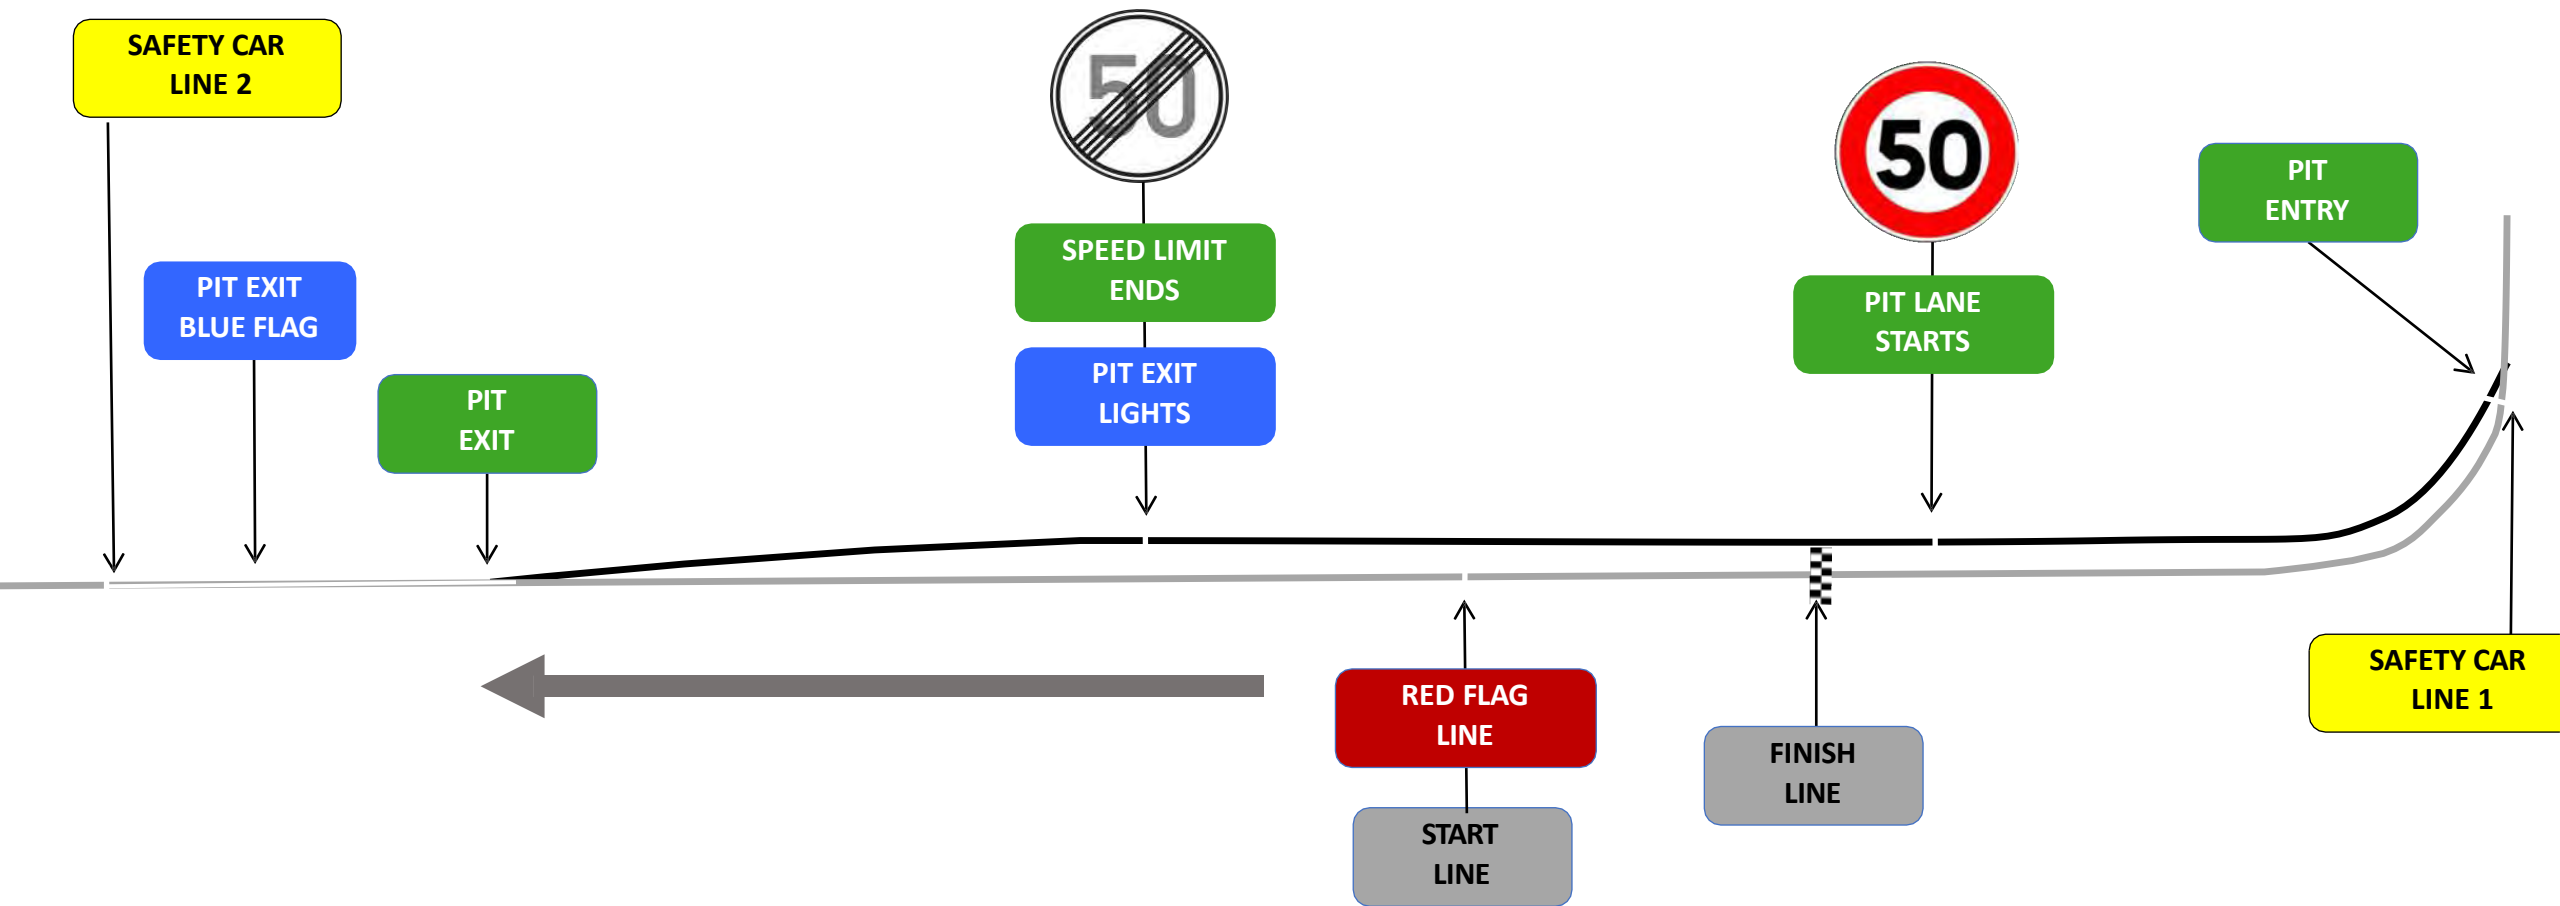 SAFETY CAR
LINE 2
50
50
PIT
ENTRY
SPEED LIMIT
ENDS
PIT EXIT
BLUE FLAG
PIT LANE
STARTS
PIT EXIT
LIGHTS
PIT
EXIT
SAFETY CAR
LINE 1
RED FLAG
LINE
FINISH
LINE
START
LINE